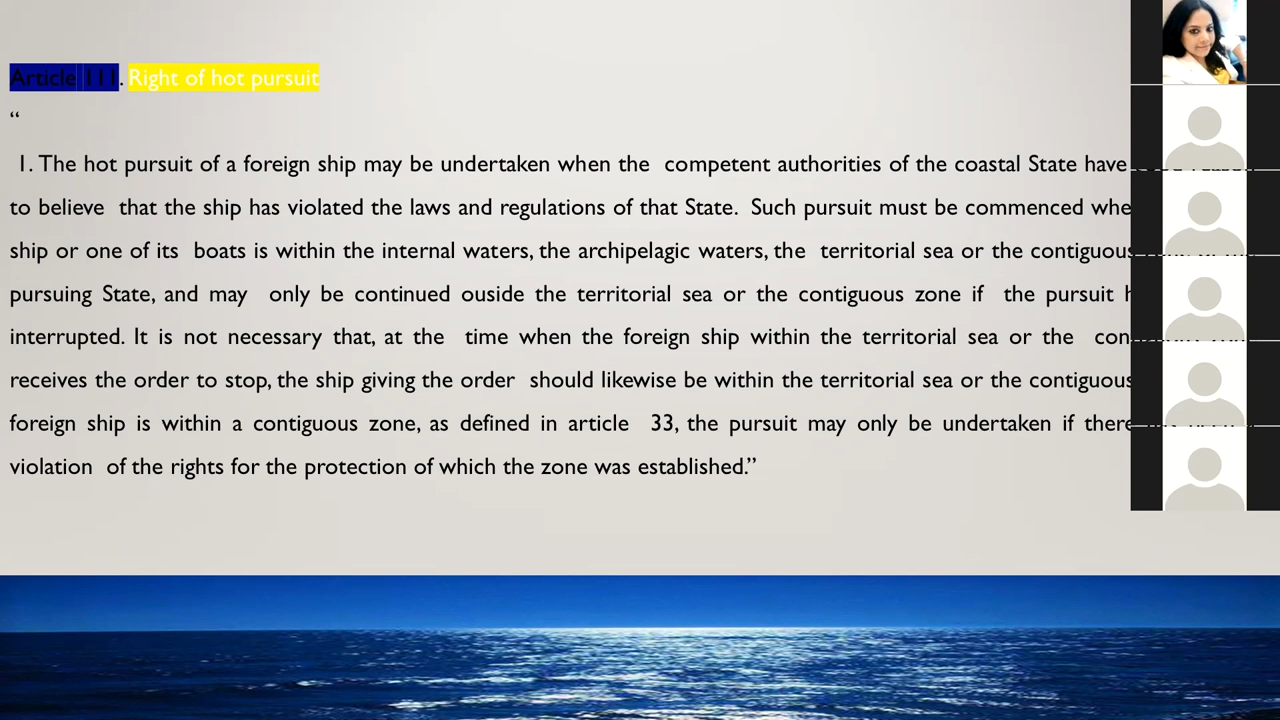 Article 111. Right of hot pursuit
“
1. The hot pursuit of a foreign ship may be undertaken when the competent authorities of the coastal State have
to believe that the ship has violated the laws and regulations of that State. Such pursuit must be commenced
ship or one of its boats is within the internal waters, the archipelagic waters, the territorial sea or the contiguous
pursuing State, and may only be continued ouside the territorial sea or the contiguous zone if the pursuit
interrupted. It is not necessary that, at the time when the foreign ship within the territorial sea or the
receives the order to stop, the ship giving the order should likewise be within the territorial sea or the contiguous
foreign ship is within a contiguous zone, as defined in article 33, the pursuit may only be undertaken if there
violation of the rights for the protection of which the zone was established.”